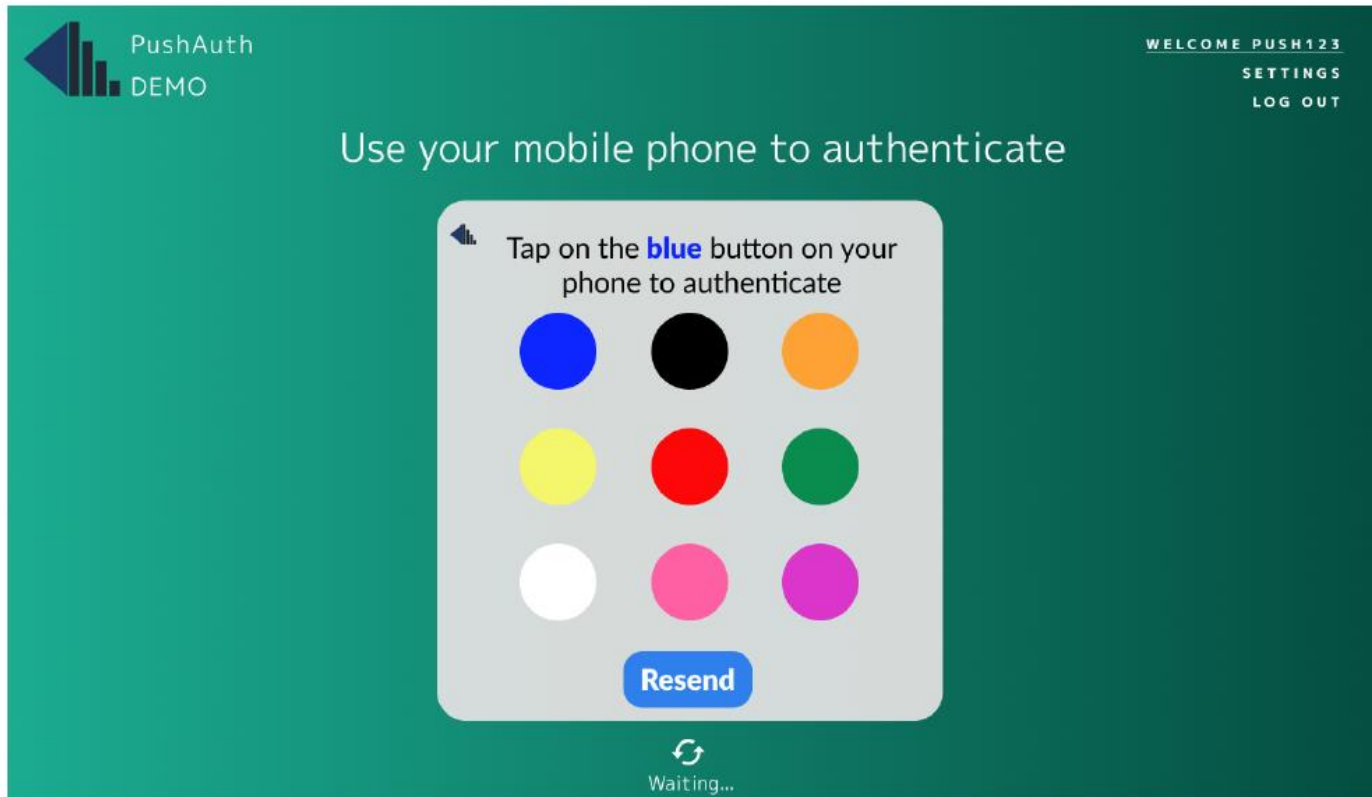 PushAuth
DEMO
WELCOME PUSH123
SETTINGS
LOG OUT
Use your mobile phone to authenticate
Tap on the blue button on your
phone to authenticate
Resend
Waiting...